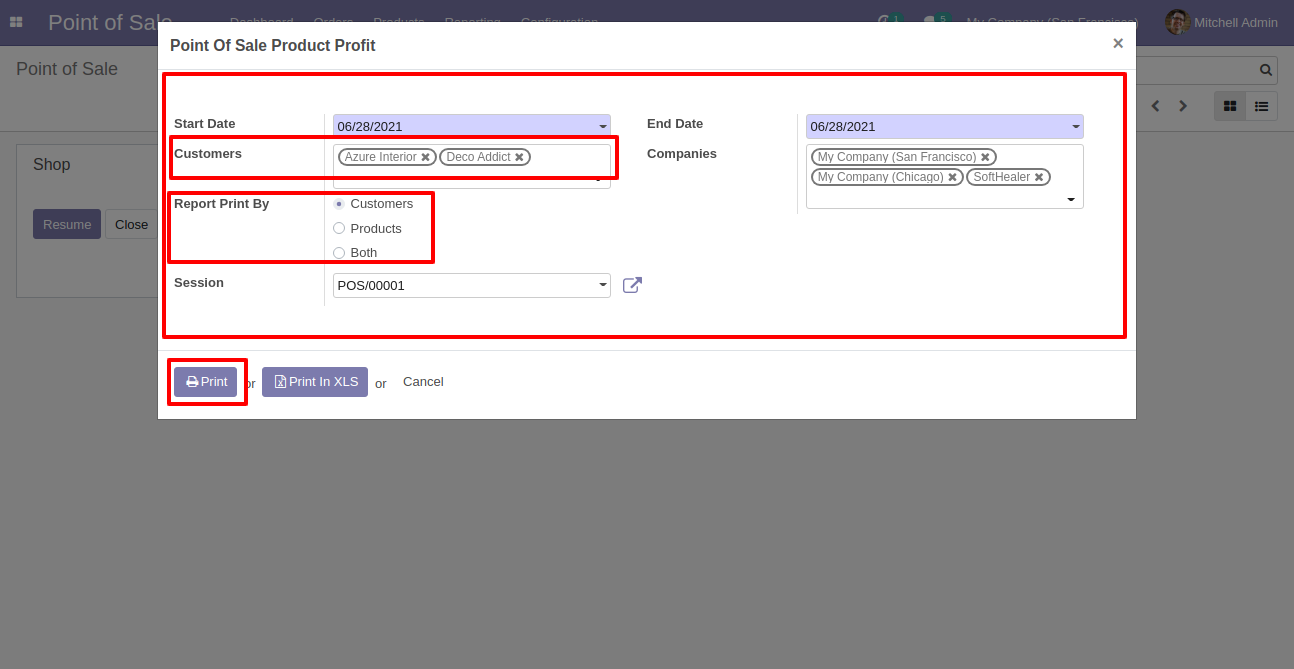 Point of Sale Dashboard Orders Products Reporting Configuration 1 5 My Company (San Francisco) Mitchell Admin
Point Of Sale Product Profit ×
Point of Sale
Start Date 06/28/2021 End Date 06/28/2021
Customers Azure Interior Deco Addict Companies My Company (San Francisco)
My Company (Chicago) SoftHealer
Shop
Report Print By Customers
Products
Resume Close
Both
Session POS/00001
Print or Print In XLS or Cancel